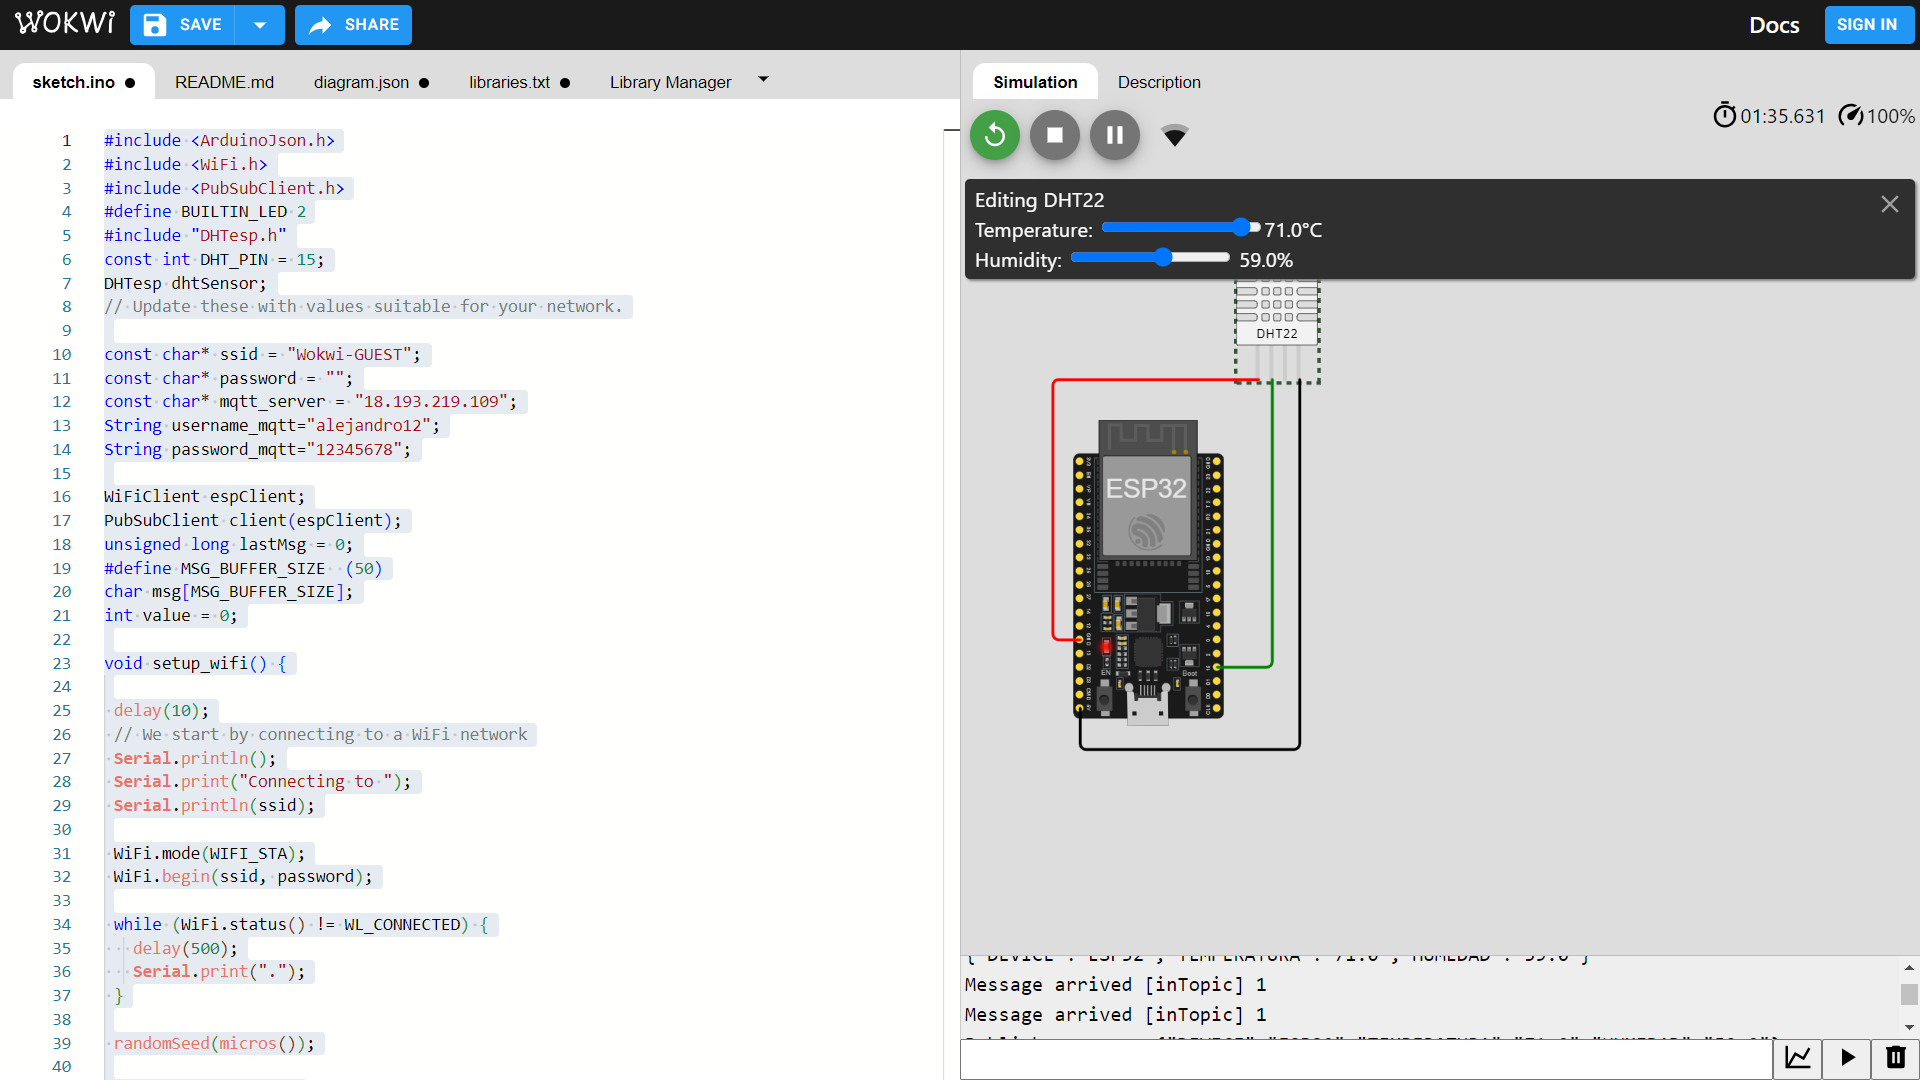 WOKWi
SAVE
SHARE
Docs
SIGN IN
sketch.ino ●
README.md
diagram.json ●
libraries.txt ●
Library Manager
1 #include <ArduinoJson.h>
2 #include <WiFi.h>
3 #include <PubSubClient.h>
4 #define BUILTIN_LED 2
5 #include "DHTesp.h"
6 const int DHT_PIN = 15;
7 DHTesp dhtSensor;
8 // Update these with values suitable for your network.
9
10 const char* ssid = "Wokwi-GUEST";
11 const char* password = "";
12 const char* mqtt_server = "18.193.219.109";
13 String username_mqtt="alejandro12";
14 String password_mqtt="12345678";
15
16 WiFiClient espClient;
17 PubSubClient client(espClient);
18 unsigned long lastMsg = 0;
19 #define MSG_BUFFER_SIZE  (50)
20 char msg[MSG_BUFFER_SIZE];
21 int value = 0;
22
23 void setup_wifi() {
24
25 delay(10);
26 // We start by connecting to a WiFi network
27 Serial.println();
28 Serial.print("Connecting to ");
29 Serial.println(ssid);
30
31 WiFi.mode(WIFI_STA);
32 WiFi.begin(ssid, password);
33
34 while (WiFi.status() != WL_CONNECTED) {
35 delay(500);
36 Serial.print(".");
37 }
38
39 randomSeed(micros());
40
Simulation
Description
01:35.631
100%
Editing DHT22
Temperature: 71.0°C
Humidity: 59.0%
DHT22
ESP32
EN
Boot
Message arrived [inTopic] 1
Message arrived [inTopic] 1